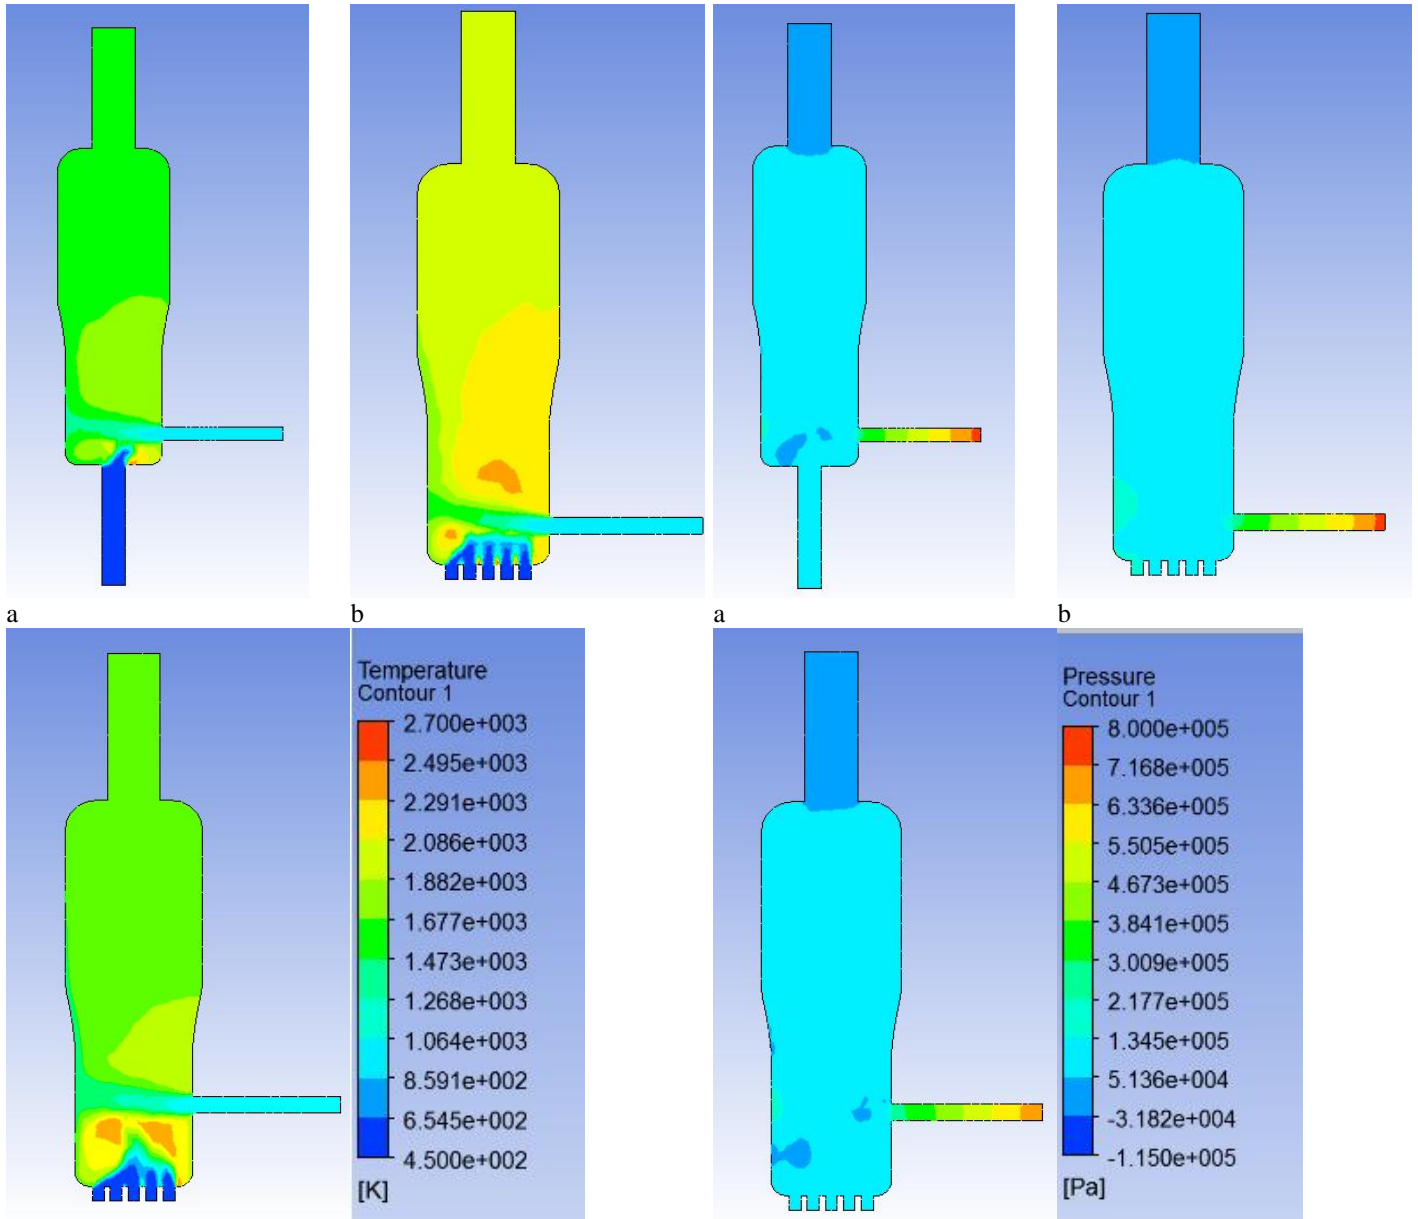 a
b
a
b
Temperature
Contour 1
2.700e+003
2.495e+003
2.291e+003
2.086e+003
1.882e+003
1.677e+003
1.473e+003
1.268e+003
1.064e+003
8.591e+002
6.545e+002
4.500e+002
[K]
Pressure
Contour 1
8.000e+005
7.168e+005
6.336e+005
5.505e+005
4.673e+005
3.841e+005
3.009e+005
2.177e+005
1.345e+005
5.136e+004
-3.182e+004
-1.150e+005
[Pa]